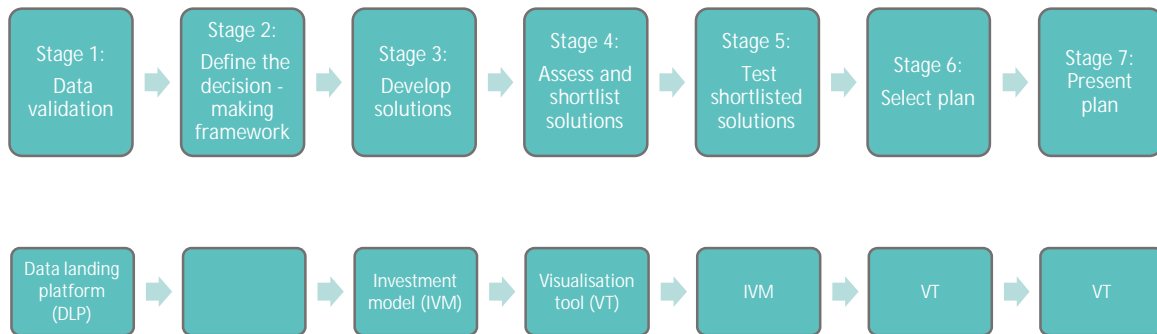 Stage 1:
Data
validation
Stage 2:
Define the
decision -
making
framework
Stage 3:
Develop
solutions
Stage 4:
Assess and
shortlist
solutions
Stage 5:
Test
shortlisted
solutions
Stage 6:
Select plan
Stage 7:
Present
plan
Data landing
platform
(DLP)
Investment
model (IVM)
Visualisation
tool (VT)
IVM
VT
VT